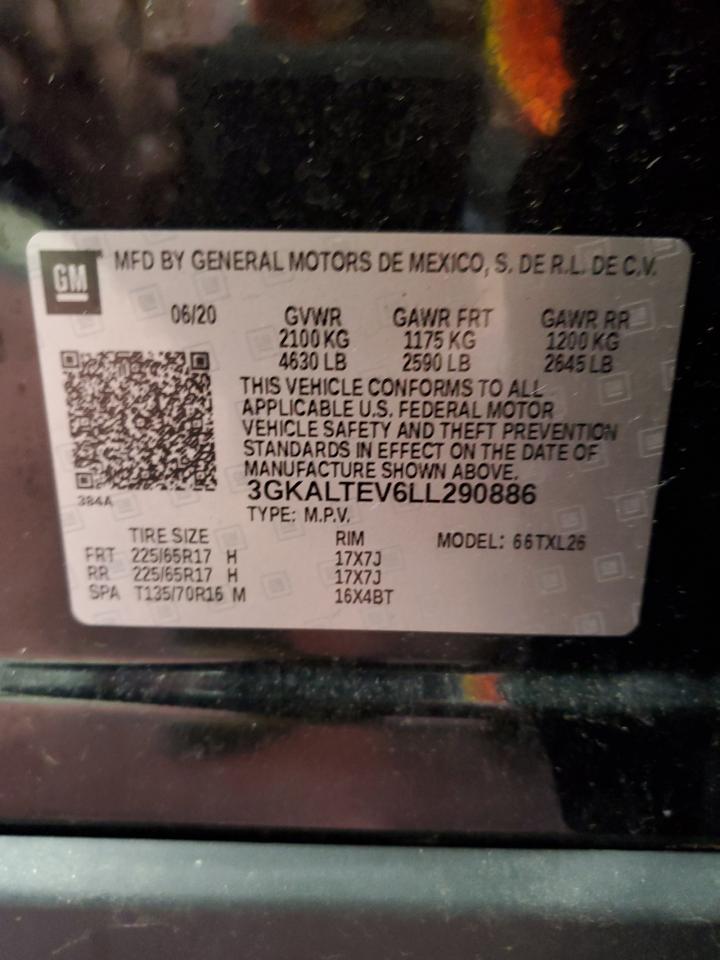 GM
MFD BY GENERAL MOTORS DE MEXICO, S. DE R.L. DE C.V.
06/20 GVWR GAWR FRT GAWR RR
2100 KG 1175 KG 1200 KG
4630 LB 2590 LB 2645 LB
THIS VEHICLE CONFORMS TO ALL
APPLICABLE U.S. FEDERAL MOTOR
VEHICLE SAFETY AND THEFT PREVENTION
STANDARDS IN EFFECT ON THE DATE OF
MANUFACTURE SHOWN ABOVE.
384A
3GKALTEV6LL290886
TYPE: M.P.V.
TIRE SIZE RIM MODEL: 66TXL26
FRT 225/65R17 H 17X7J
RR 225/65R17 H 17X7J
SPA T135/70R16 M 16X4BT